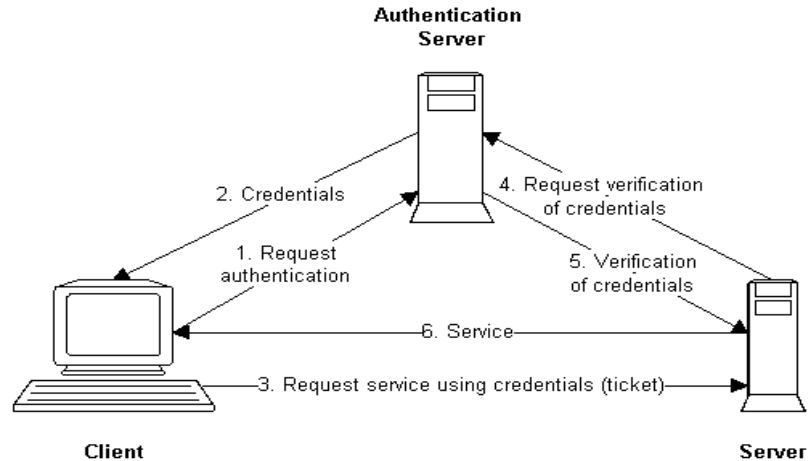 Authentication
Server
2. Credentials
4. Request verification
of credentials
1. Request
authentication
5. Verification
of credentials
6. Service
3. Request service using credentials (ticket)
Client
Server